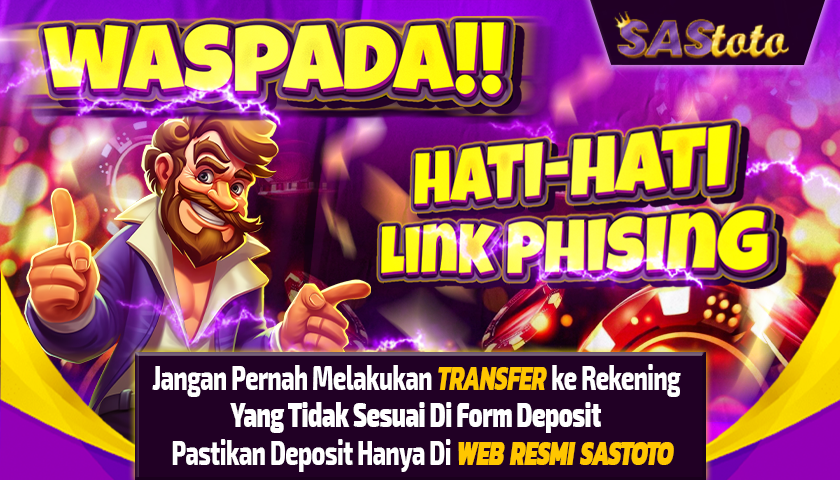 SAStoto
WASPADA!!
HATI-HATI
LINK PHISING
Jangan Pernah Melakukan TRANSFER ke Rekening
Yang Tidak Sesuai Di Form Deposit
Pastikan Deposit Hanya Di WEB RESMI SASTOTO